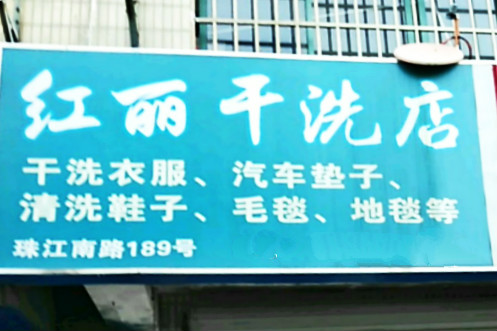 红丽干洗店
干洗衣服、汽车垫子、
清洗鞋子、毛毯、地毯等
珠江南路189号